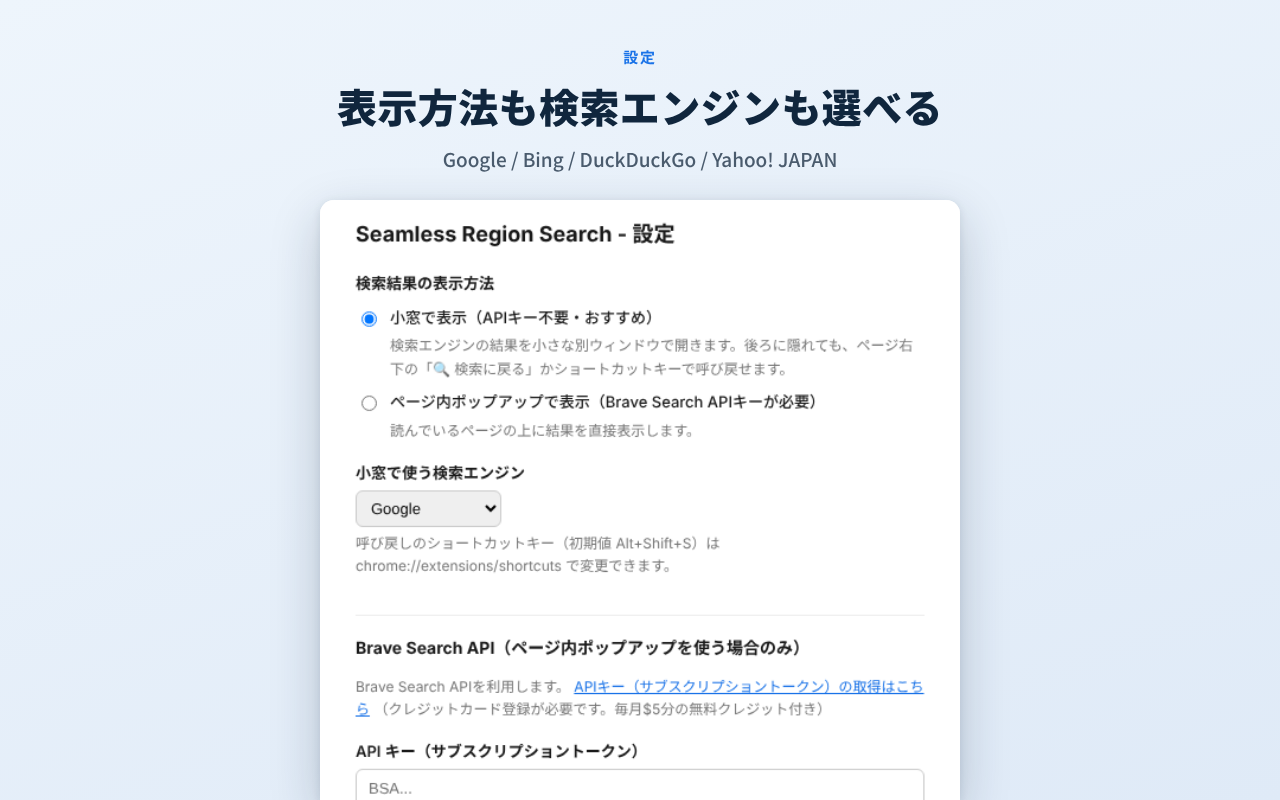 設定
表示方法も検索エンジンも選べる
Google / Bing / DuckDuckGo / Yahoo! JAPAN
Seamless Region Search - 設定
検索結果の表示方法
小窓で表示（APIキー不要・おすすめ）
検索エンジンの結果を小さな別ウィンドウで開きます。後ろに隠れても、ページ右
下の「🔍 検索に戻る」かショートカットキーで呼び戻せます。
ページ内ポップアップで表示（Brave Search APIキーが必要）
読んでいるページの上に結果を直接表示します。
小窓で使う検索エンジン
Google
呼び戻しのショートカットキー（初期値 Alt+Shift+S）は
chrome://extensions/shortcuts で変更できます。
Brave Search API（ページ内ポップアップを使う場合のみ）
Brave Search APIを利用します。 APIキー（サブスクリプショントークン）の取得はこち
ら （クレジットカード登録が必要です。毎月$5分の無料クレジット付き）
API キー（サブスクリプショントークン）
BSA...